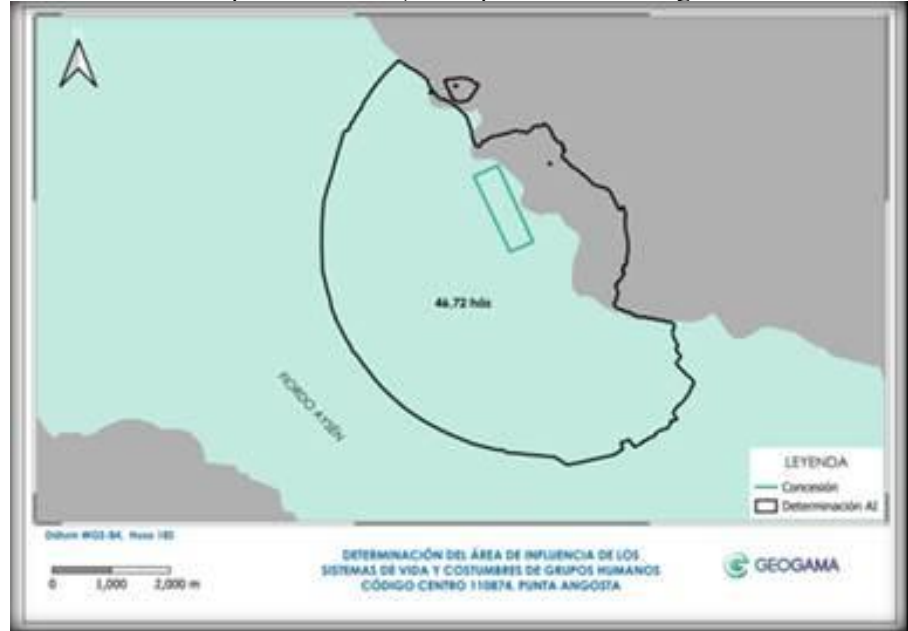 46,72 hás
FIORDO AYSÉN
LEYENDA
Concesión
Determinación AI
Dátum WGS-84, Huso 18S
0 1,000 2,000 m
DETERMINACIÓN DEL ÁREA DE INFLUENCIA DE LOS
SISTEMAS DE VIDA Y COSTUMBRES DE GRUPOS HUMANOS
CÓDIGO CENTRO 110874. PUNTA ANGOSTA
GEOGAMA